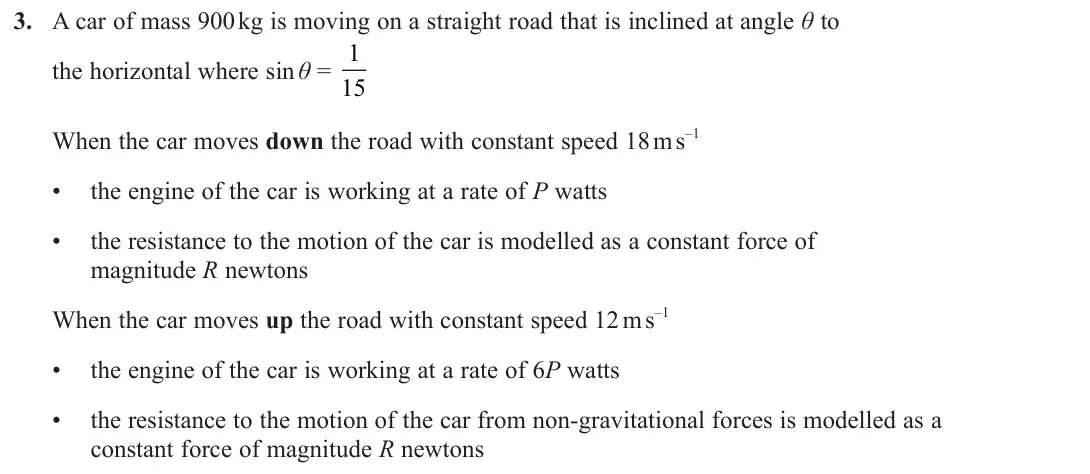 3. A car of mass 900 kg is moving on a straight road that is inclined at angle θ to
the horizontal where sin θ = 1/15
When the car moves down the road with constant speed 18 m s⁻¹
• the engine of the car is working at a rate of P watts
• the resistance to the motion of the car is modelled as a constant force of
magnitude R newtons
When the car moves up the road with constant speed 12 m s⁻¹
• the engine of the car is working at a rate of 6P watts
• the resistance to the motion of the car from non-gravitational forces is modelled as a
constant force of magnitude R newtons